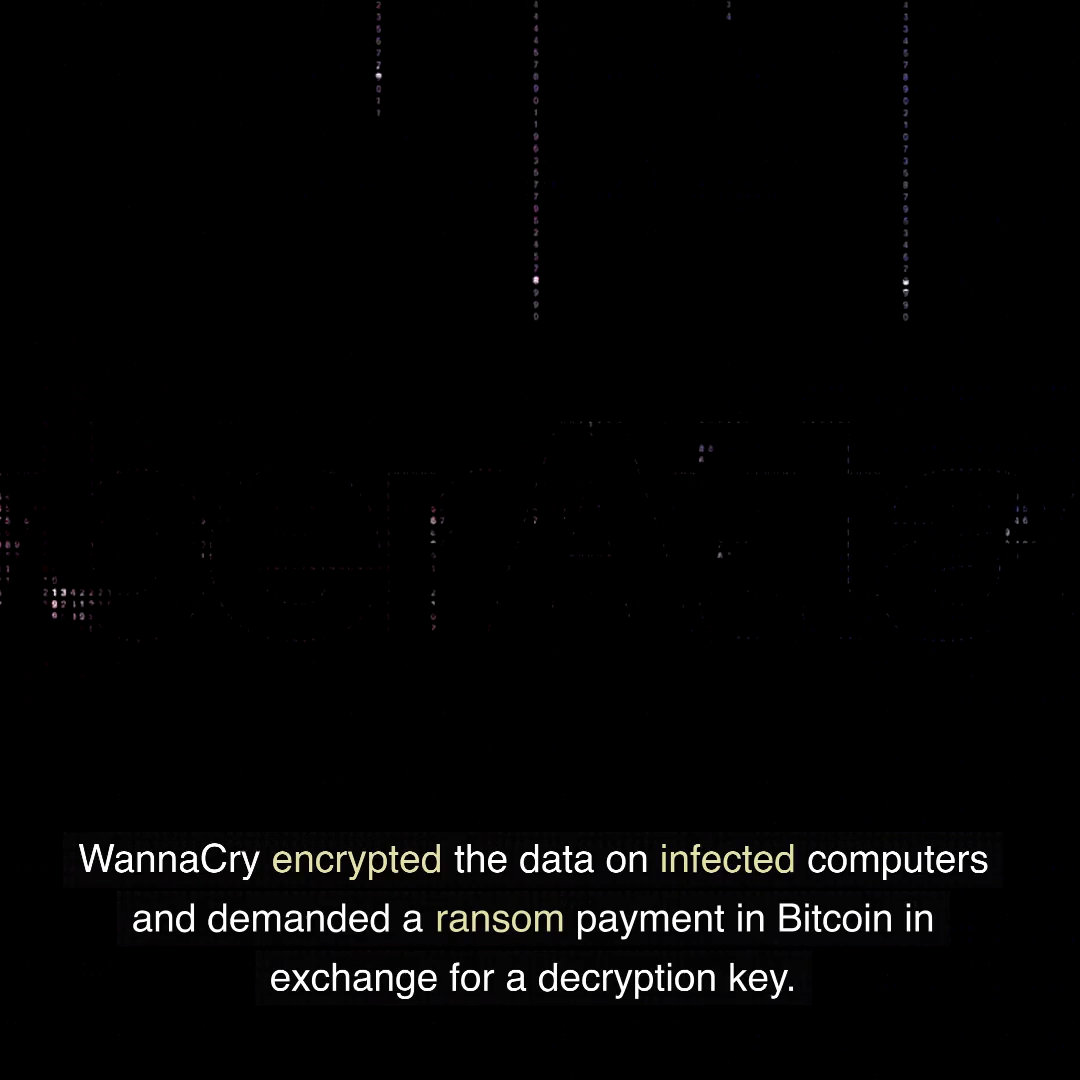 WannaCry encrypted the data on infected computers
and demanded a ransom payment in Bitcoin in
exchange for a decryption key.